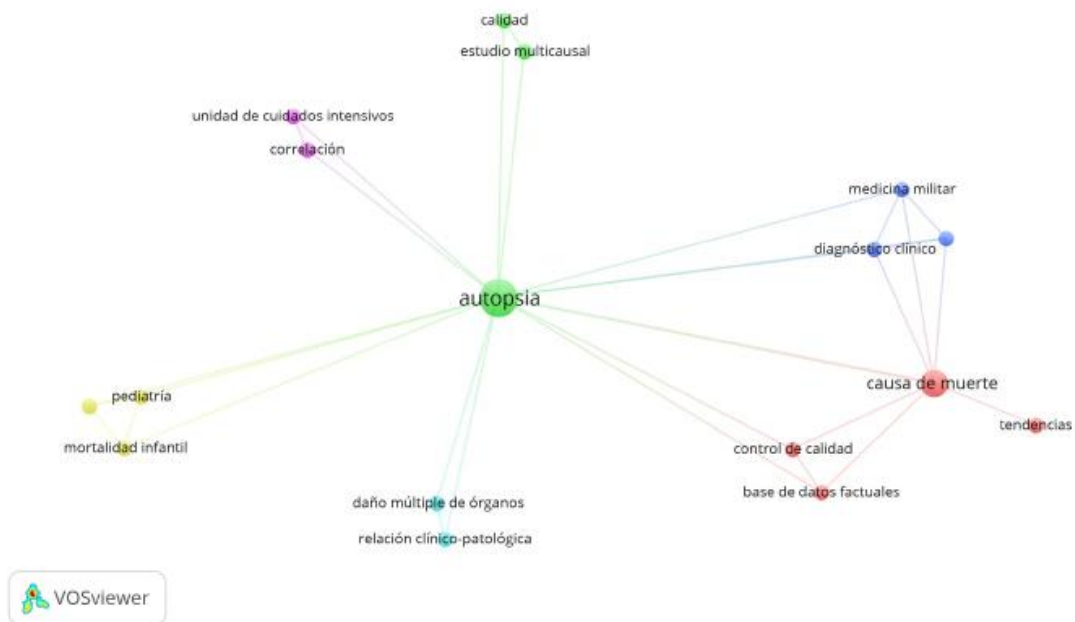 calidad
estudio multicausal
unidad de cuidados intensivos
correlación
medicina militar
diagnóstico clínico
autopsia
causa de muerte
pediatría
tendencias
mortalidad infantil
control de calidad
base de datos factuales
daño múltiple de órganos
relación clínico-patológica
VOSviewer